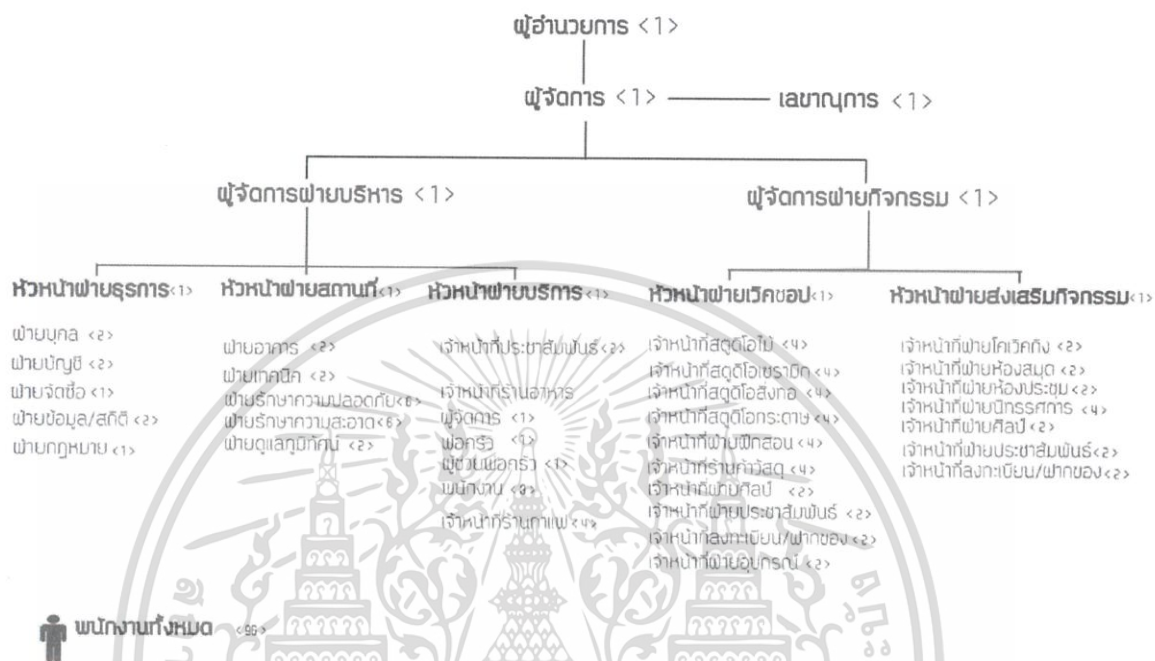 ผู้อำนวยการ <1>
ผู้จัดการ <1> เลขานุการ <1>
ผู้จัดการฝ่ายบริหาร <1> ผู้จัดการฝ่ายกิจกรรม <1>
หัวหน้าฝ่ายธุรการ<1>
ฝ่ายบุคล <2>
ฝ่ายบัญชี <2>
ฝ่ายจัดซื้อ <1>
ฝ่ายข้อมูล/สถิติ <2>
ฝ่ายกฎหมาย <1>
หัวหน้าฝ่ายสถานที่<1>
ฝ่ายอาคาร <2>
ฝ่ายเทคนิค <2>
ฝ่ายรักษาความปลอดภัย
ฝ่ายรักษาความสะอาด<6>
ฝ่ายดูแลภูมิทัศน์ <2>
หัวหน้าฝ่ายบริการ<1>
เจ้าหน้าที่ประชาสัมพันธ์<2>
เจ้าหน้าที่ร้านอาหาร
ผู้จัดการ <1>
พ่อครัว <1>
ผู้ช่วยพ่อครัว <1>
พนักงาน
เจ้าหน้าที่ร้านกาแฟ
หัวหน้าฝ่ายเวิคชอป<1>
เจ้าหน้าที่สตูดิโอไม้ <4>
เจ้าหน้าที่สตูดิโอเซรามิค <4>
เจ้าหน้าที่สตูดิโอสิ่งทอ <4>
เจ้าหน้าที่สตูดิโอกระดาษ <4>
เจ้าหน้าที่ฝ่ายฝึกสอน <4>
เจ้าหน้าที่ร้านค้าวัสดุ <4>
เจ้าหน้าที่ฝ่ายศิลป์ <2>
เจ้าหน้าที่ฝ่ายประชาสัมพันธ์ <2>
เจ้าหน้าที่ลงทะเบียน/ฝากของ <2>
เจ้าหน้าที่ฝ่ายอุปกรณ์ <2>
หัวหน้าฝ่ายส่งเสริมกิจกรรม<1>
เจ้าหน้าที่ฝ่ายโคเวิคกิง <2>
เจ้าหน้าที่ฝ่ายห้องสมุด <2>
เจ้าหน้าที่ฝ่ายห้องประชุม <2>
เจ้าหน้าที่ฝ่ายนิทรรศการ <4>
เจ้าหน้าที่ฝ่ายศิลป์ <2>
เจ้าหน้าที่ฝ่ายประชาสัมพันธ์<2>
เจ้าหน้าที่ลงทะเบียน/ฝากของ<2>
พนักงานทั้งหมด